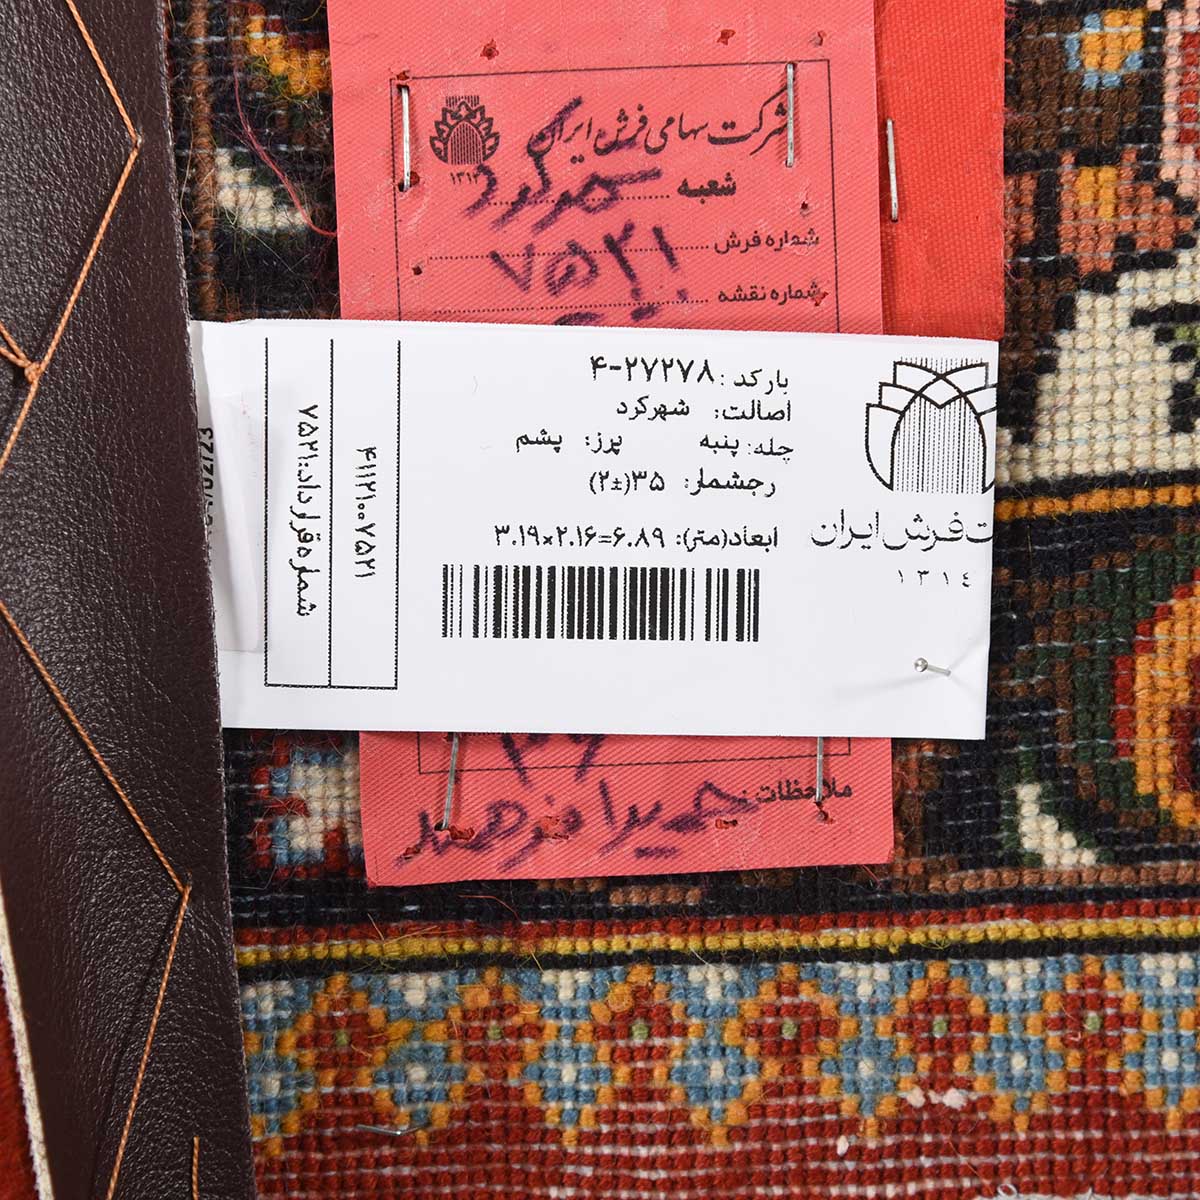 شرکت سهامی فرش ایران
۱۳۱۴
شعبه شهرکرد
شماره فرش ۷۵۲۱
شماره نقشه
بارکد: ۲۷۲۷۸-۴
اصالت: شهرکرد
چله: پنبه پرز: پشم
رجشمار: ۳۵(±۲)
ابعاد(متر): ۳.۱۹×۲.۱۶=۶.۸۹
ت فرش ایران
۱۳۱٤
۴۱۱۲۱۰۰۷۵۲۱
شماره قرارداد:۷۵۲۱
ملاحظات: